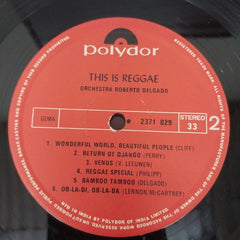 polydor
THIS IS REGGAE
ORCHESTRA ROBERTO DELGADO
GEMA
2371 029
STEREO
33
2
1. WONDERFUL WORLD, BEAUTIFUL PEOPLE (CLIFF)
2. RETURN OF DJANGO (PERRY)
3. VENUS (V. LEEUWEN)
4. REGGAE SPECIAL (PHILIPP)
5. BAMBOO TAMBOO (DELGADO)
6. OB-LA-DI, OB-LA-DA (LENNON/McCARTNEY)
IN INDIA BY POLYDOR OF INDIA LIMITED